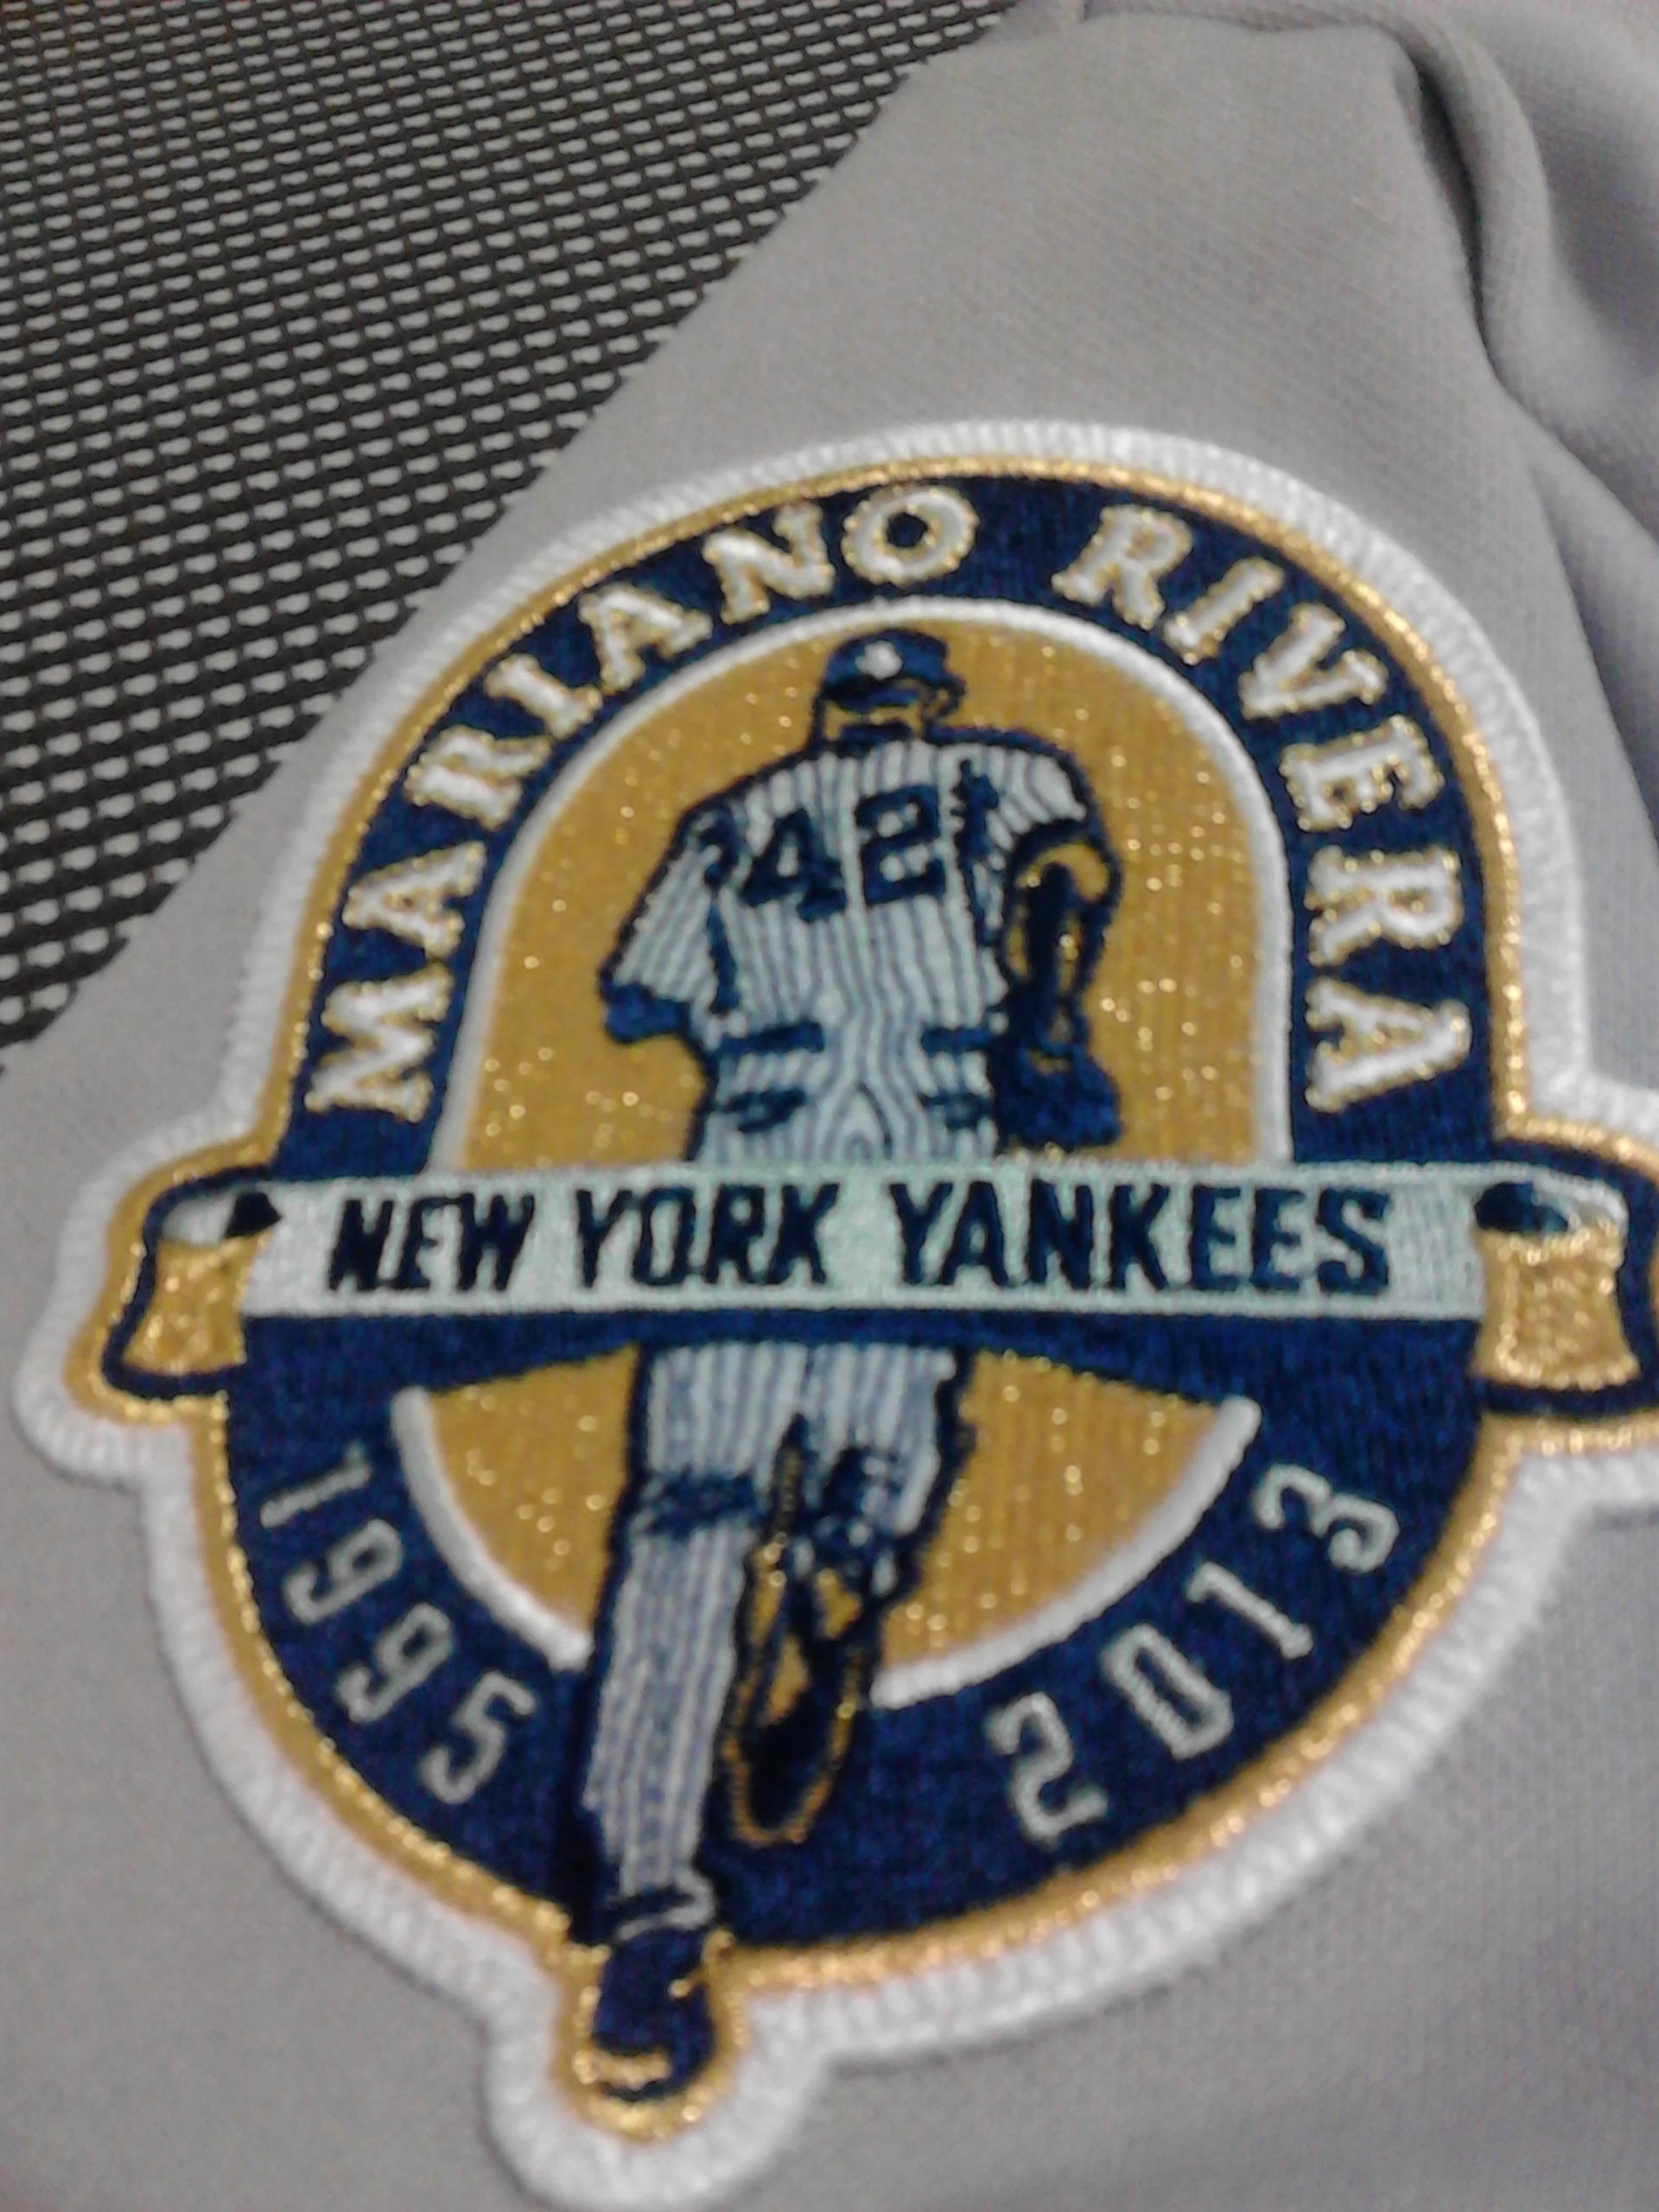 MARIANO RIVERA
42
NEW YORK YANKEES
1995 2013